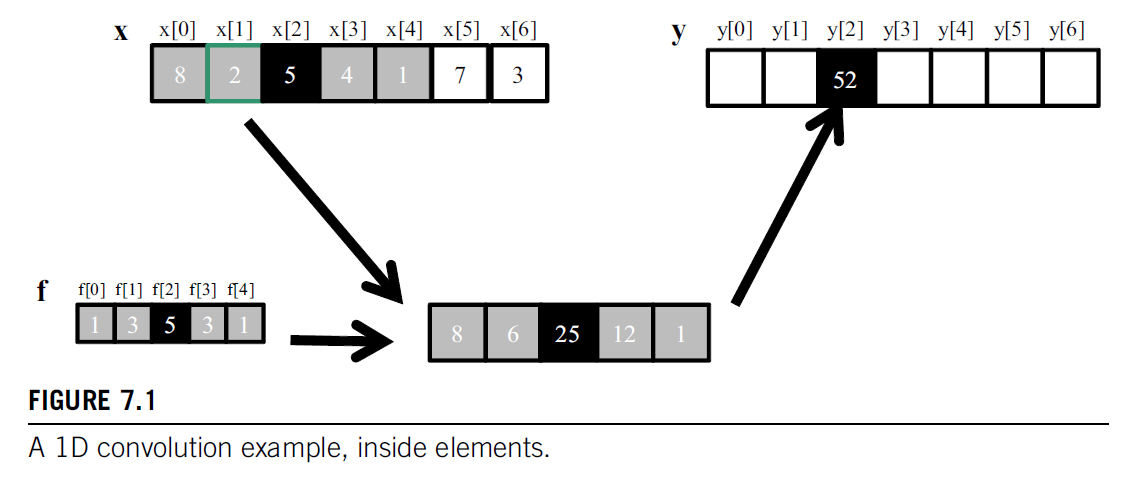 x x[0] x[1] x[2] x[3] x[4] x[5] x[6]
8 2 5 4 1 7 3
y y[0] y[1] y[2] y[3] y[4] y[5] y[6]
52
f f[0] f[1] f[2] f[3] f[4]
1 3 5 3 1
8 6 25 12 1
FIGURE 7.1
A 1D convolution example, inside elements.